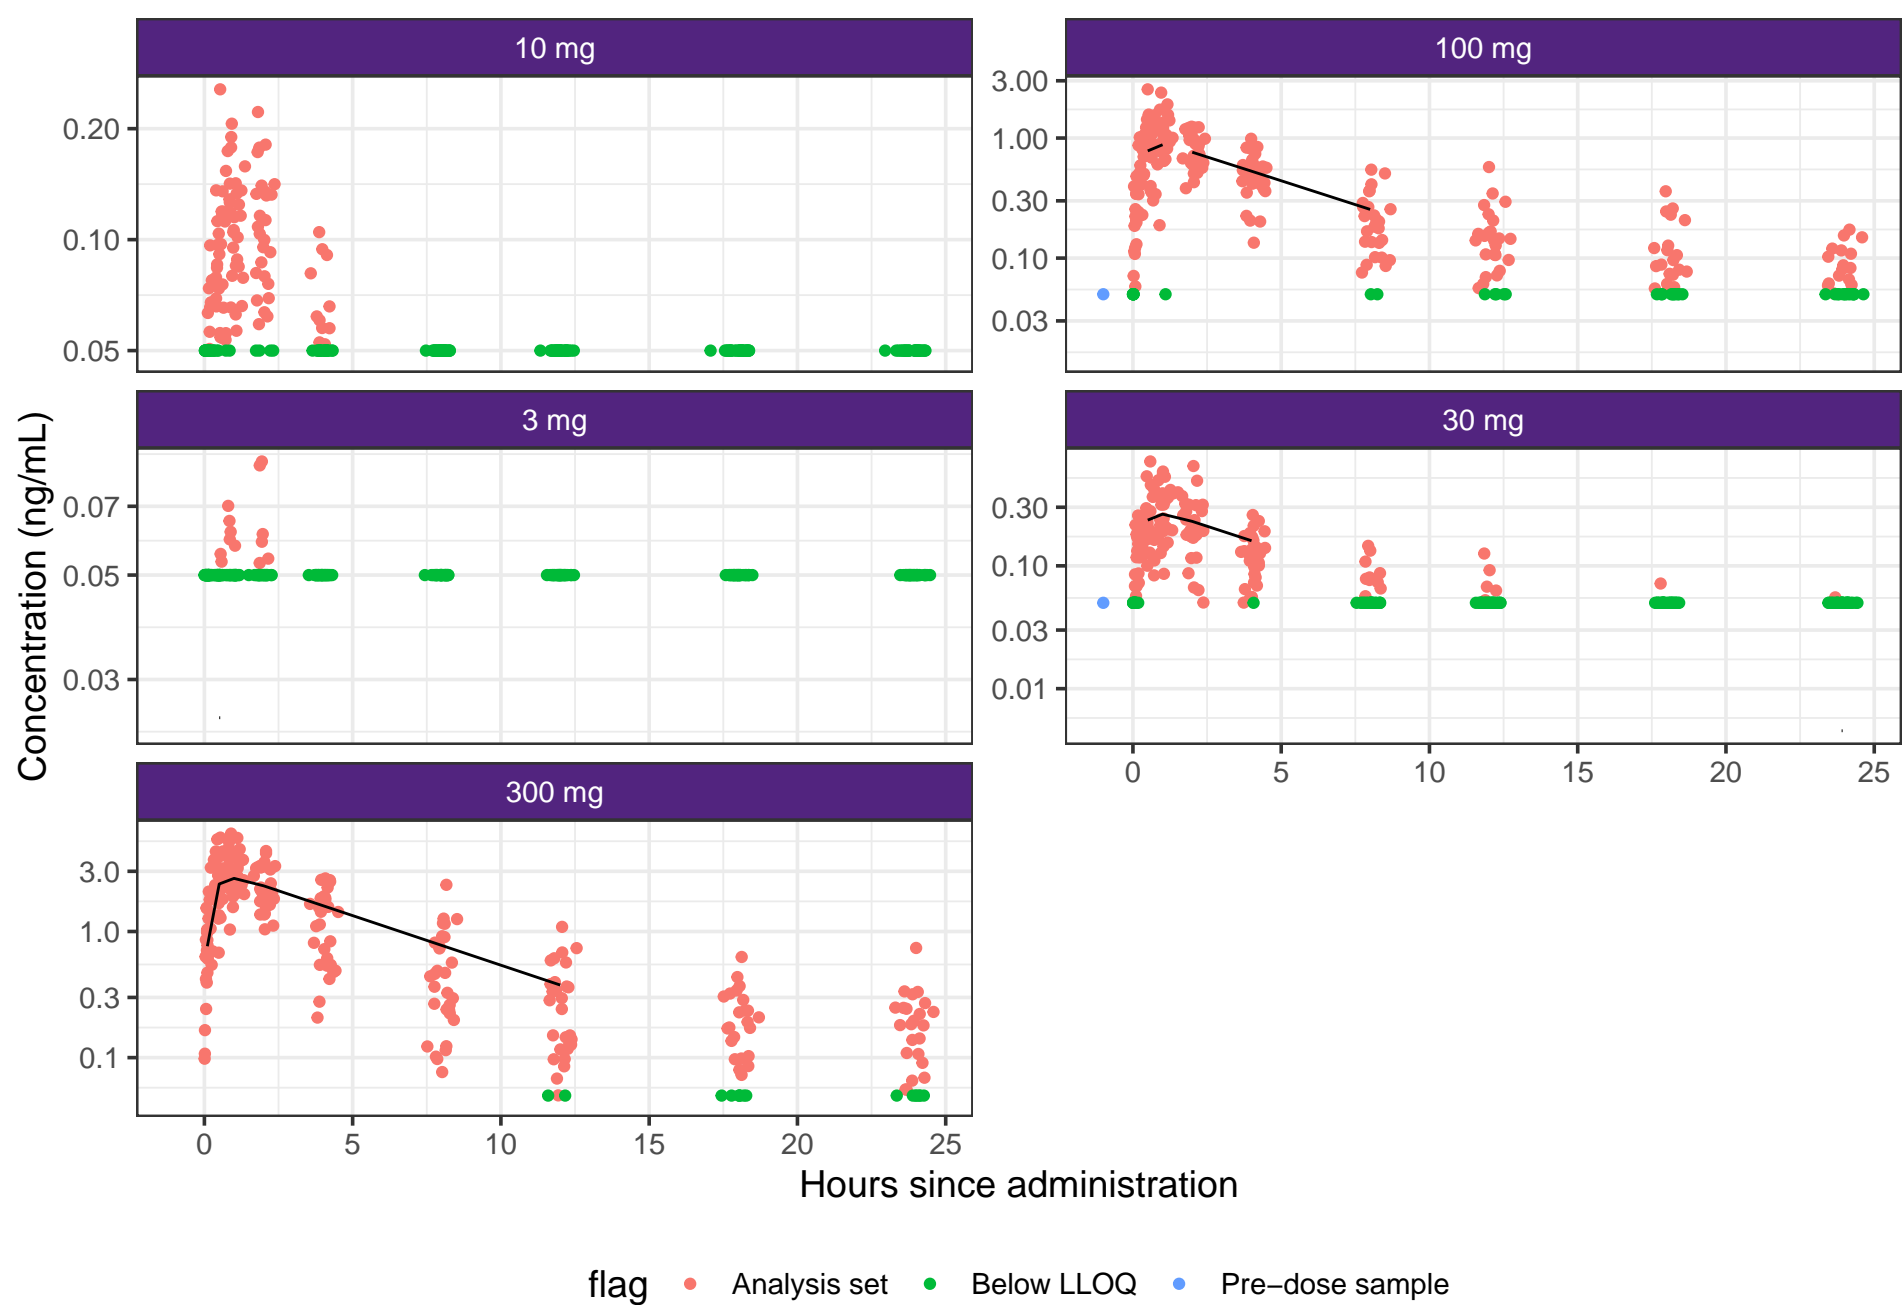 10 mg
100 mg
0.20
0.10
0.05
3.00
1.00
0.30
0.10
0.03
3 mg
30 mg
0.07
0.05
0.03
0.30
0.10
0.03
0.01
0 5 10 15 20 25
300 mg
3.0
1.0
0.3
0.1
0 5 10 15 20 25
Concentration (ng/mL)
Hours since administration
flag Analysis set Below LLOQ Pre−dose sample